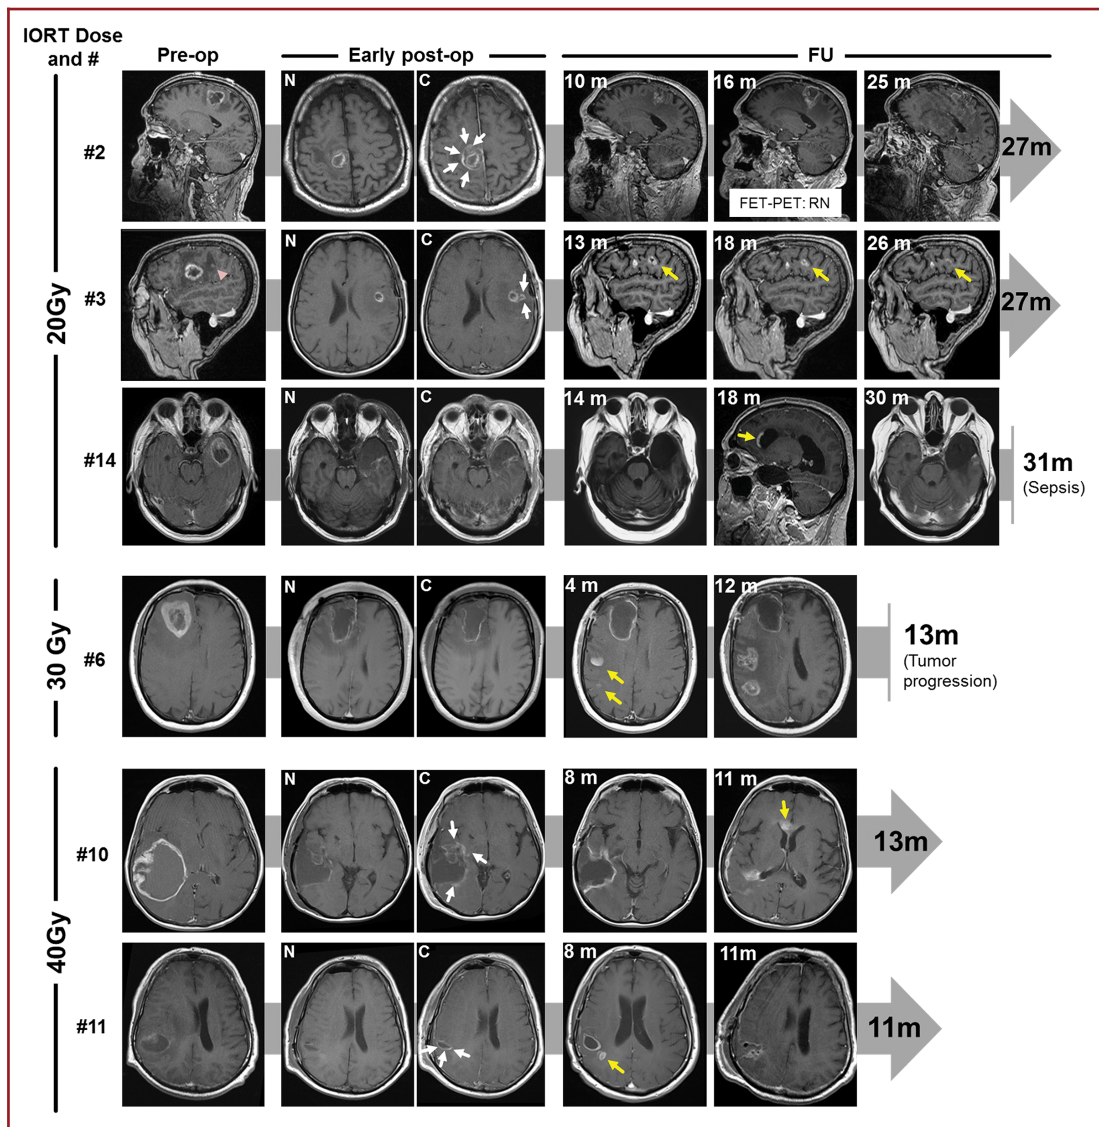 IORT Dose
and #
Pre-op
Early post-op
FU
20Gy
#2
N
C
10 m
16 m
FET-PET: RN
25 m
27m
#3
N
C
13 m
18 m
26 m
27m
#14
N
C
14 m
18 m
30 m
31m
(Sepsis)
30 Gy
#6
N
C
4 m
12 m
13m
(Tumor
progression)
40Gy
#10
N
C
8 m
11 m
13m
#11
N
C
8 m
11m
11m